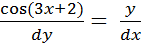 cos(3x+2)/dy = y/dx